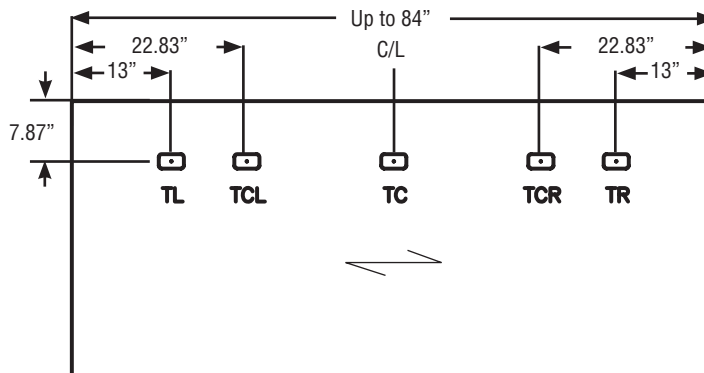 Up to 84”
22.83” C/L 22.83”
13” 13”
7.87”
TL TCL TC TCR TR